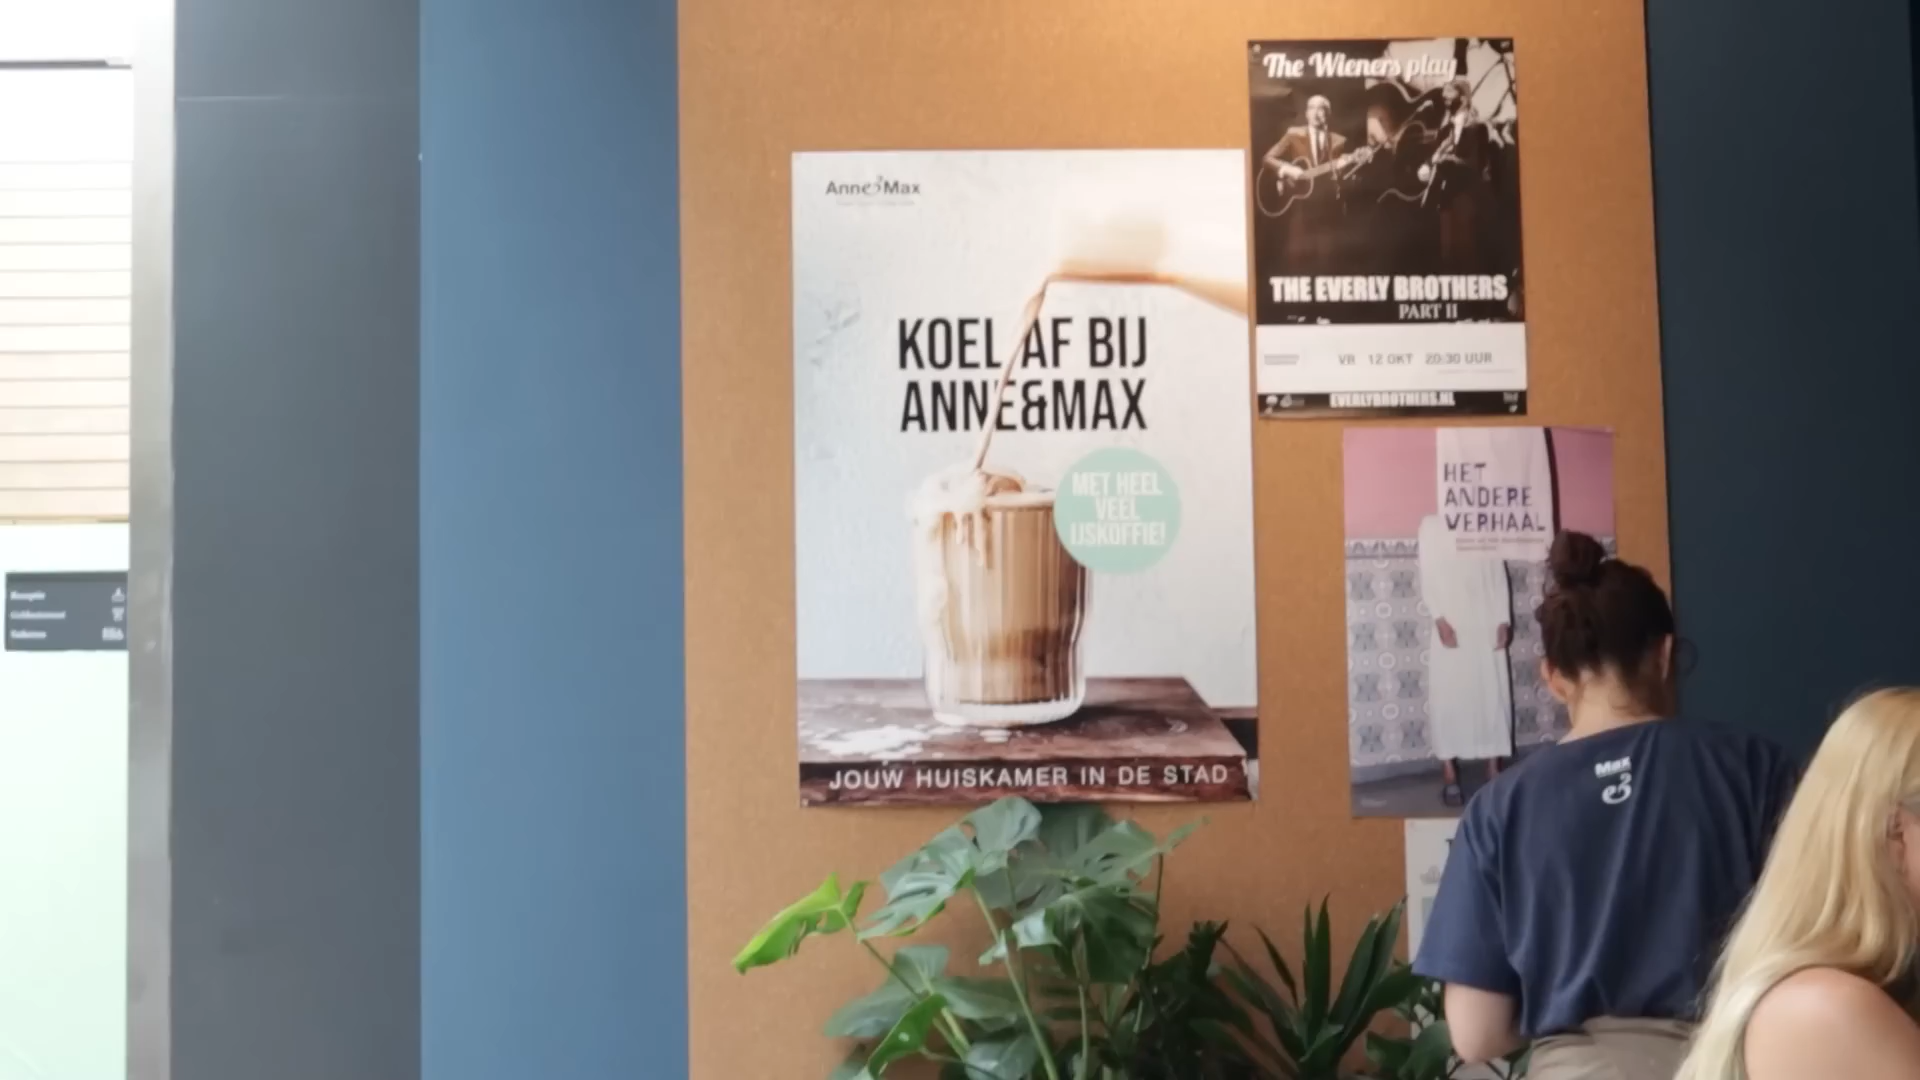 Anne&Max
KOEL AF BIJ
ANNE&MAX
MET HEEL
VEEL
IJSKOFFIE!
JOUW HUISKAMER IN DE STAD
The Wieners play
THE EVERLY BROTHERS
PART II
VR 12 OKT 20:30 UUR
EVERLYBROTHERS.NL
HET
ANDERE
VERHAAL
Max
&
Receptie